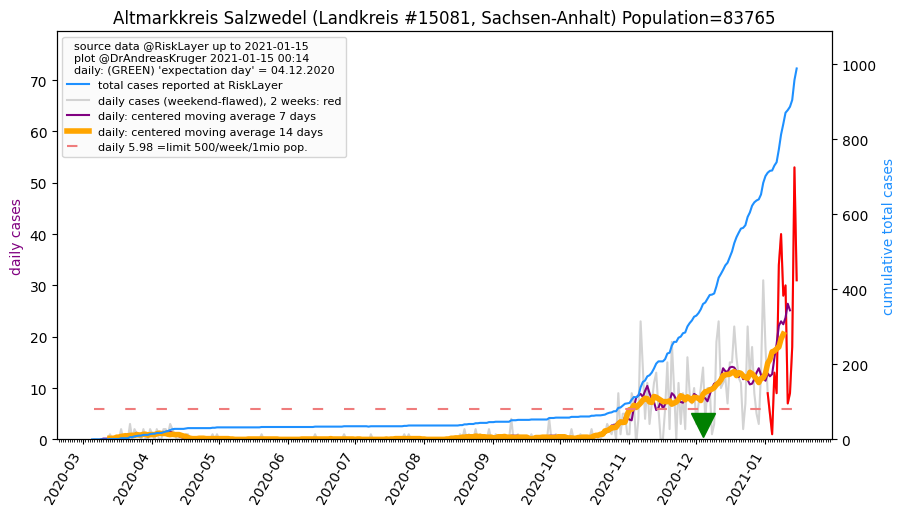 Altmarkkreis Salzwedel (Landkreis #15081, Sachsen-Anhalt) Population=83765
source data @RiskLayer up to 2021-01-15
plot @DrAndreasKruger 2021-01-15 00:14
daily: (GREEN) 'expectation day' = 04.12.2020
total cases reported at RiskLayer
daily cases (weekend-flawed), 2 weeks: red
daily: centered moving average 7 days
daily: centered moving average 14 days
daily 5.98 =limit 500/week/1mio pop.
daily cases
70
60
50
40
30
20
10
0
1000
800
600
400
200
0
cumulative total cases
2020-03
2020-04
2020-05
2020-06
2020-07
2020-08
2020-09
2020-10
2020-11
2020-12
2021-01